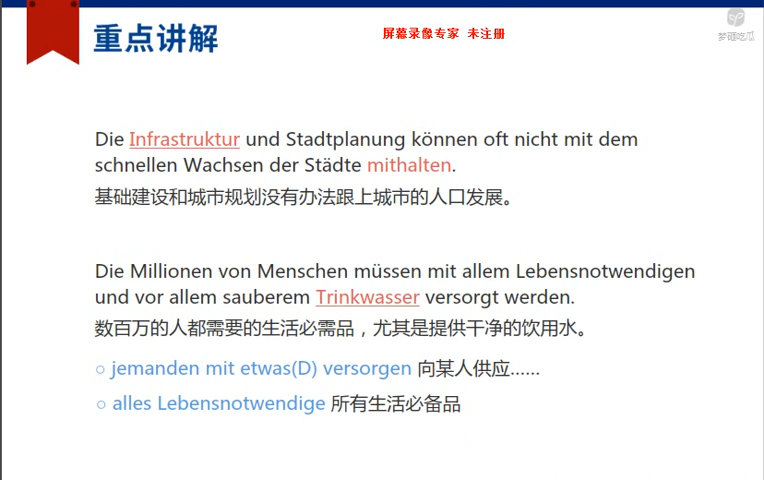 重点讲解
屏幕录像专家 未注册
梦砸吃瓜
Die Infrastruktur und Stadtplanung können oft nicht mit dem
schnellen Wachsen der Städte mithalten.
基础建设和城市规划没有办法跟上城市的人口发展。
Die Millionen von Menschen müssen mit allem Lebensnotwendigen
und vor allem sauberem Trinkwasser versorgt werden.
数百万的人都需要的生活必需品，尤其是提供干净的饮用水。
○ jemanden mit etwas(D) versorgen 向某人供应……
○ alles Lebensnotwendige 所有生活必备品